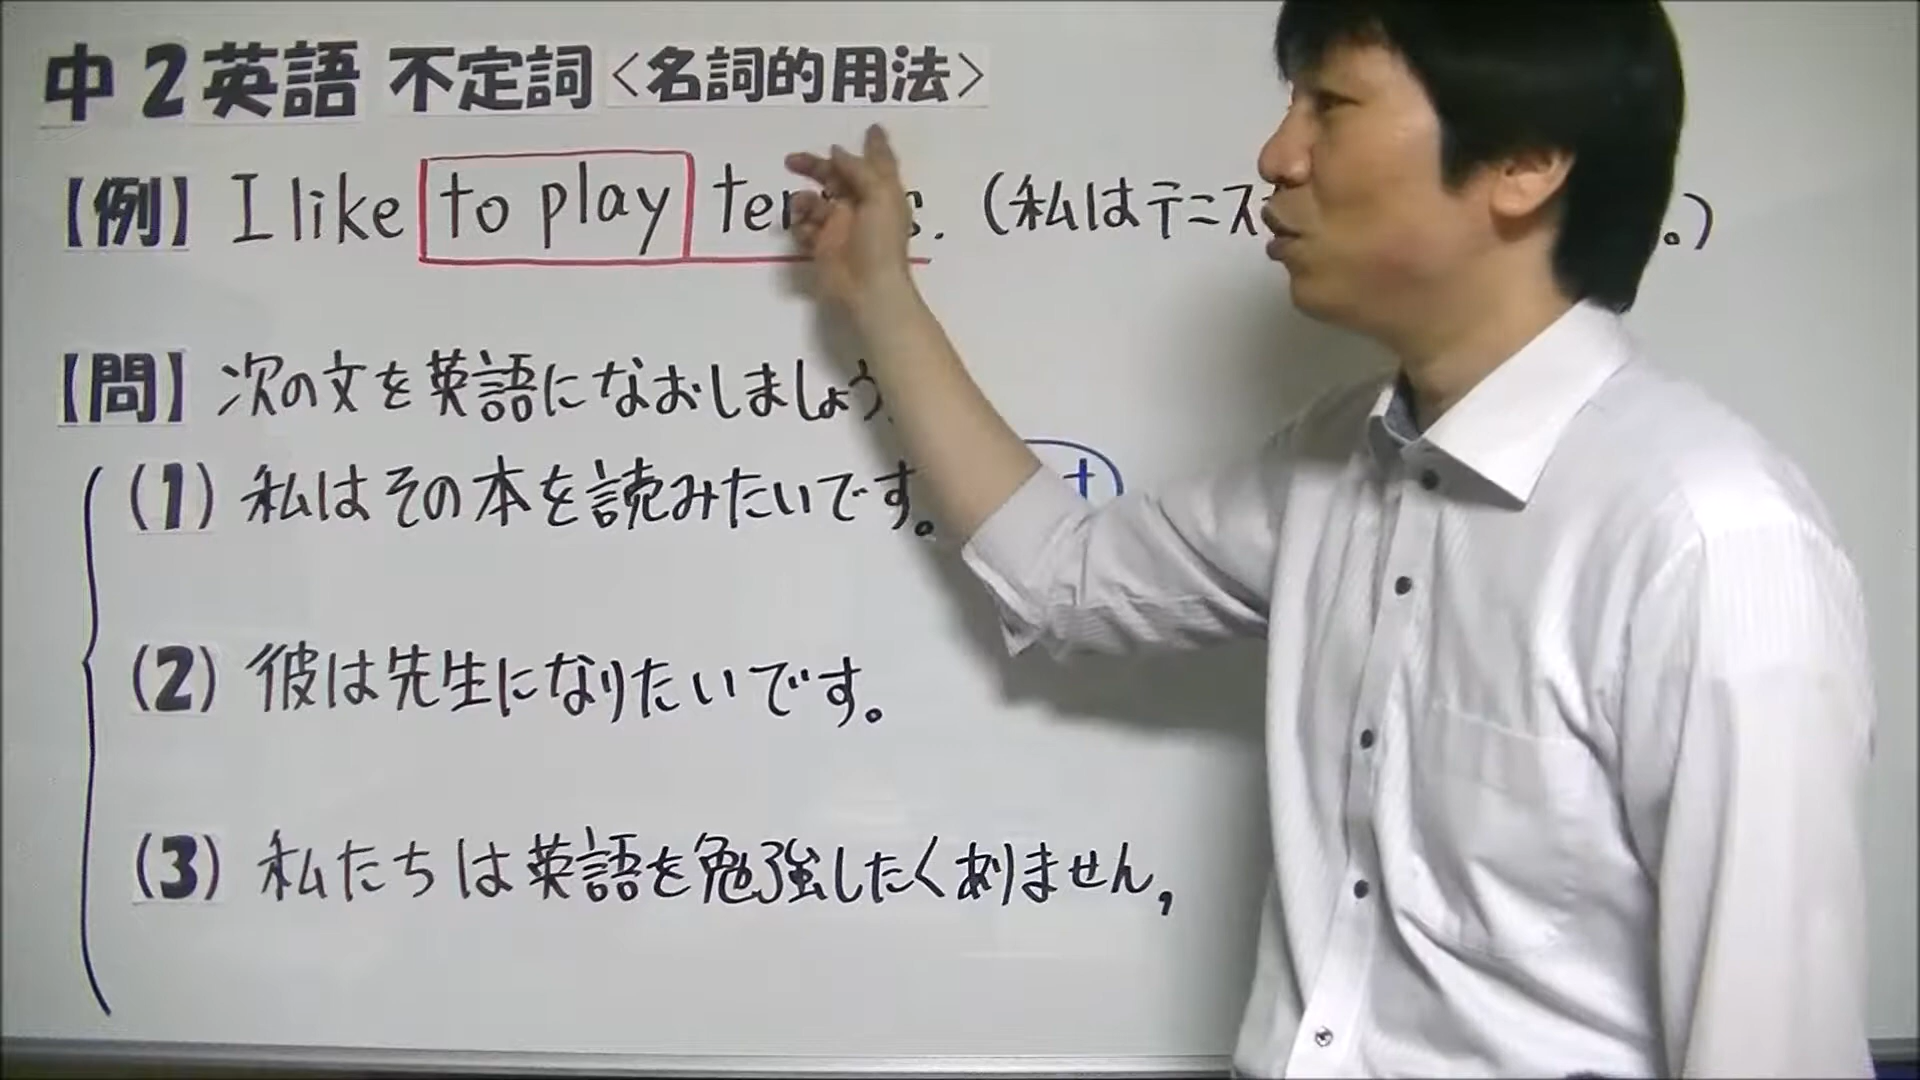 中2英語 不定詞<名詞的用法>
【例】 I like to play (私はテニス 。)
【問】 次の文を英語になおしましょう
(1) 私はその本を読みたいです。
(2) 彼は先生になりたいです。
(3) 私たちは英語を勉強したくありません,